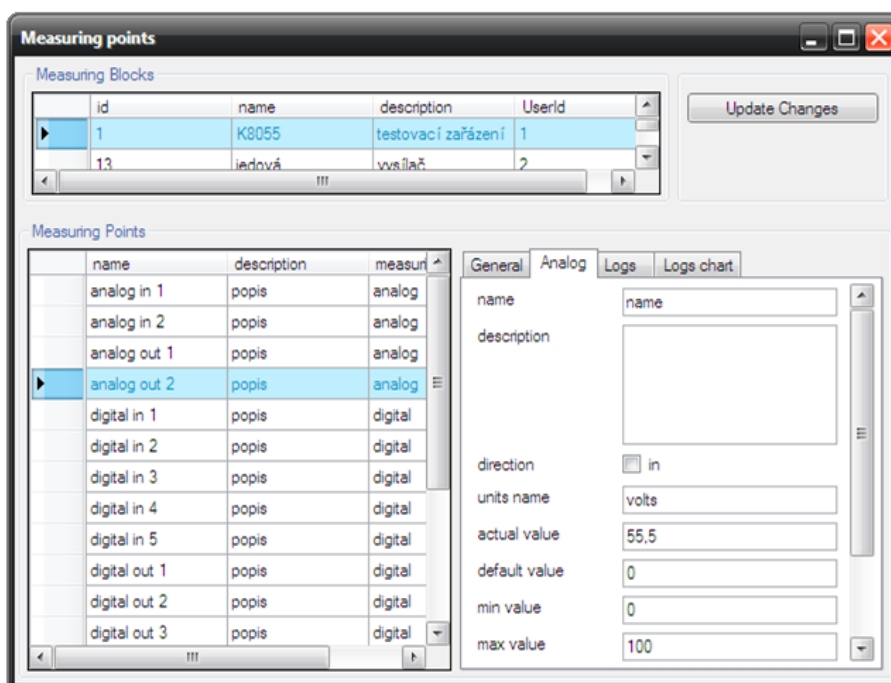 Measuring points
Measuring Blocks
id name description UserId
1 K8055 testovací zařázení 1
13 jedová vysílač 2
Update Changes
Measuring Points
name description measuri
analog in 1 popis analog
analog in 2 popis analog
analog out 1 popis analog
analog out 2 popis analog
digital in 1 popis digital
digital in 2 popis digital
digital in 3 popis digital
digital in 4 popis digital
digital in 5 popis digital
digital out 1 popis digital
digital out 2 popis digital
digital out 3 popis digital
General Analog Logs Logs chart
name name
description
direction in
units name volts
actual value 55,5
default value 0
min value 0
max value 100